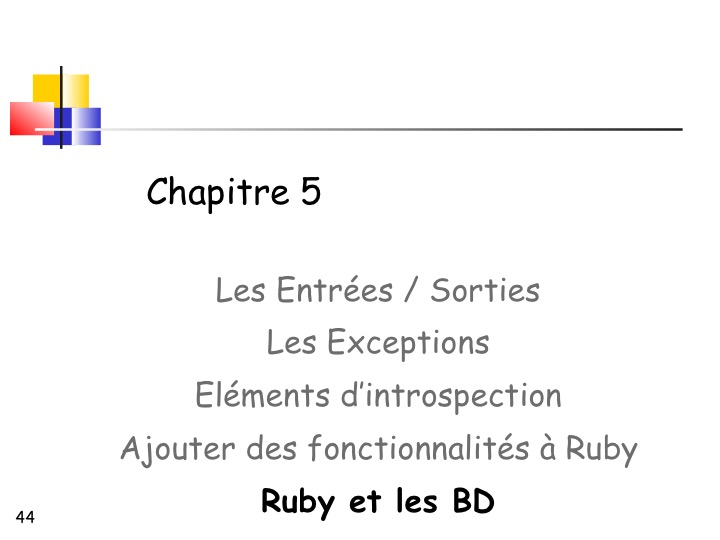 Chapitre 5
Les Entrées / Sorties
Les Exceptions
Eléments d’introspection
Ajouter des fonctionnalités à Ruby
Ruby et les BD
44